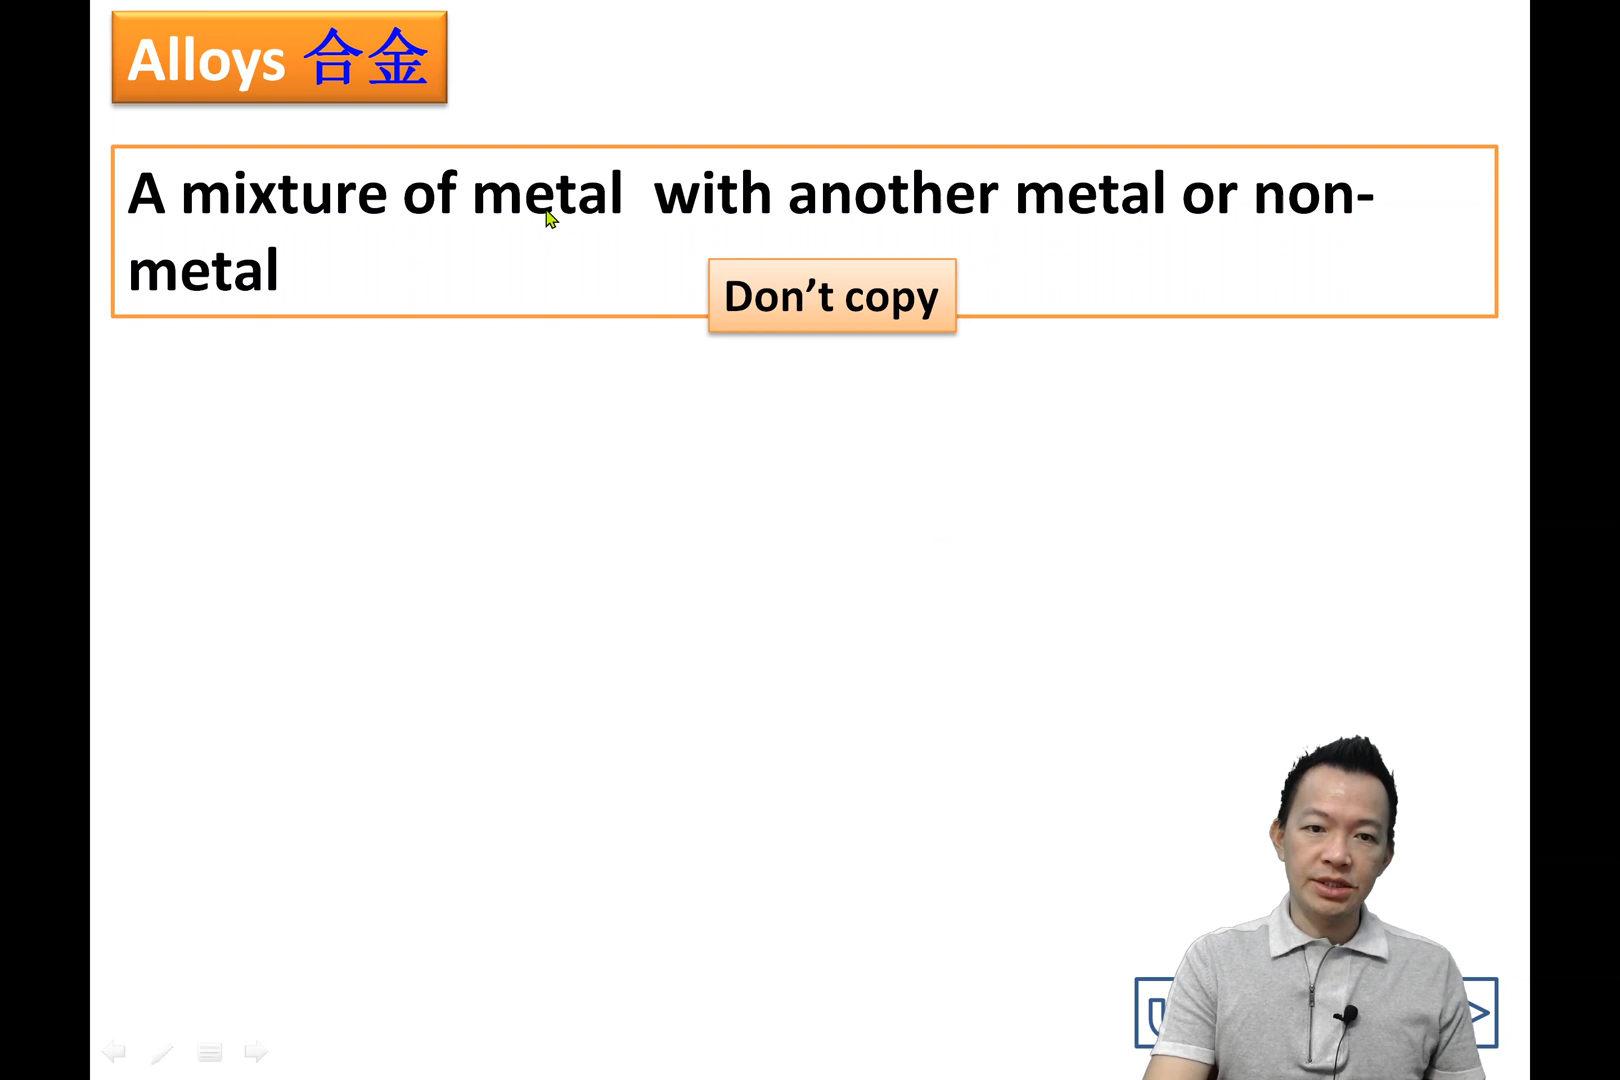 Alloys 合金
A mixture of metal  with another metal or non-
metal
Don’t copy